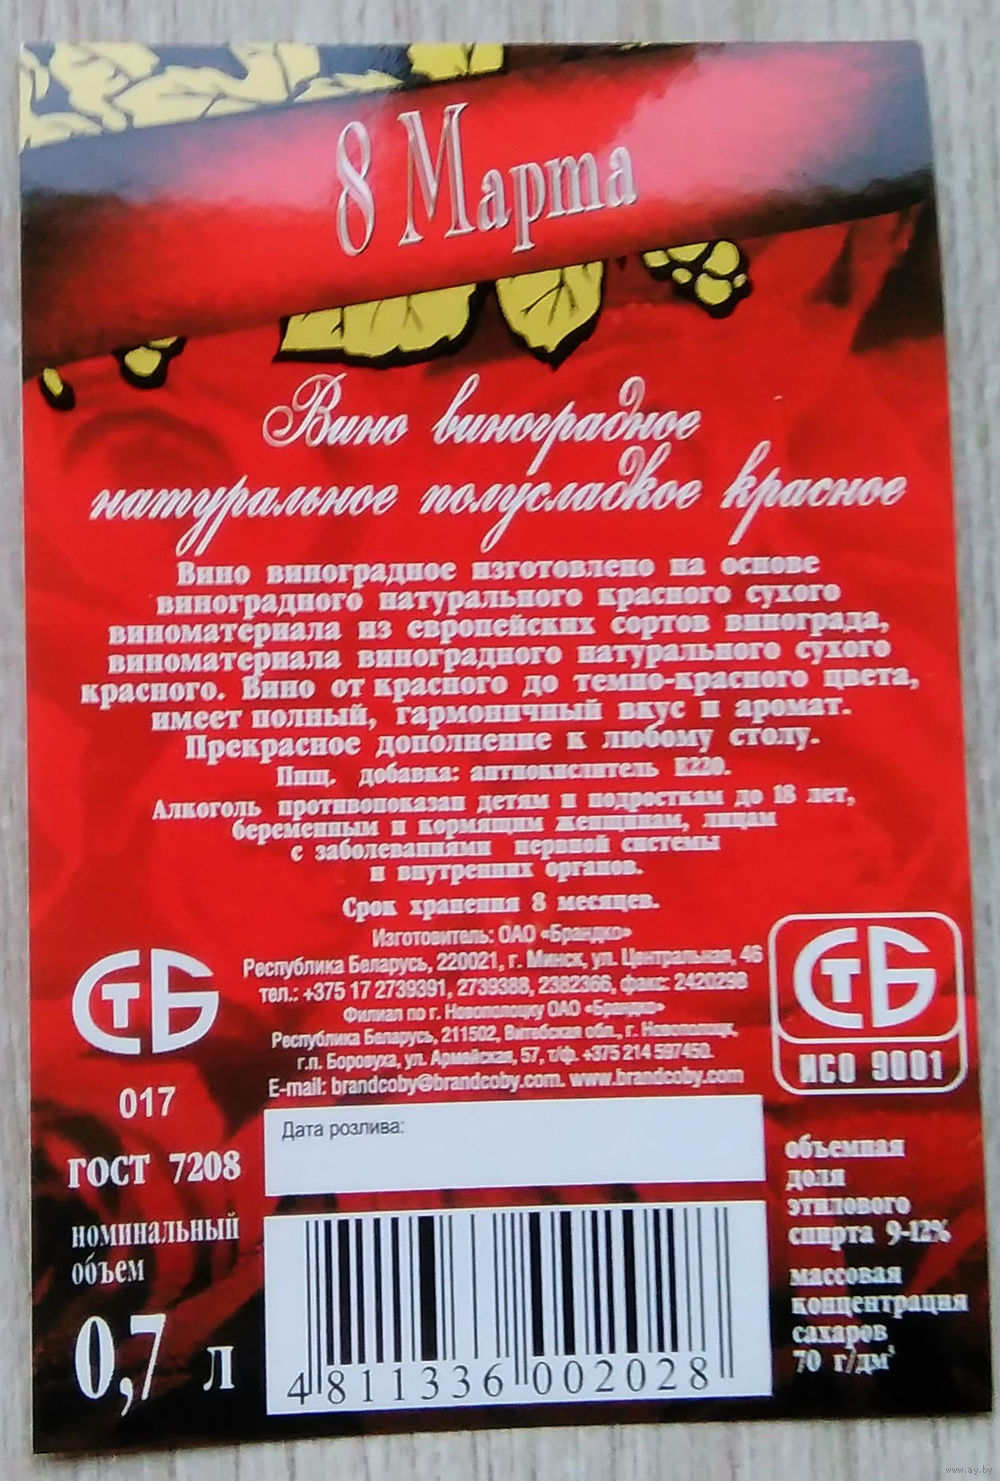 8 Марта
Вино виноградное
натуральное полусладкое красное
Вино виноградное изготовлено на основе
виноградного натурального красного сухого
виноматериала из европейских сортов винограда,
виноматериала виноградного натурального сухого
красного. Вино от красного до темно-красного цвета,
имеет полный, гармоничный вкус и аромат.
Прекрасное дополнение к любому столу.
Пищ. добавка: антиокислитель Е220.
Алкоголь противопоказан детям и подросткам до 18 лет,
беременным и кормящим женщинам, лицам
с заболеваниями нервной системы
и внутренних органов.
Срок хранения 8 месяцев.
Изготовитель: ОАО «Брандко»
Республика Беларусь, 220021, г. Минск, ул. Центральная, 46
тел.: +375 17 2739391, 2739388, 2382366, факс: 2420298
Филиал по г. Новополоцку ОАО «Брандко»
Республика Беларусь, 211502, Витебская обл., г. Новополоцк,
г.п. Боровуха, ул. Армейская, 57, т/ф. +375 214 597450.
E-mail: brandcoby@brandcoby.com. www.brandcoby.com
СТБ
017
ГОСТ 7208
номинальный
объем
0,7 л
Дата розлива:
4 811336 002028
СТБ
ИСО 9001
объемная
доля
этилового
спирта 9-12%
массовая
концентрация
сахаров
70 г/дм³
www.ay.by